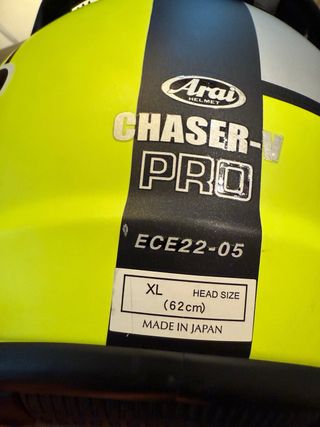 Arai
HELMET
CHASER-V
PRO
ECE22-05
XL HEAD SIZE
(62cm)
MADE IN JAPAN